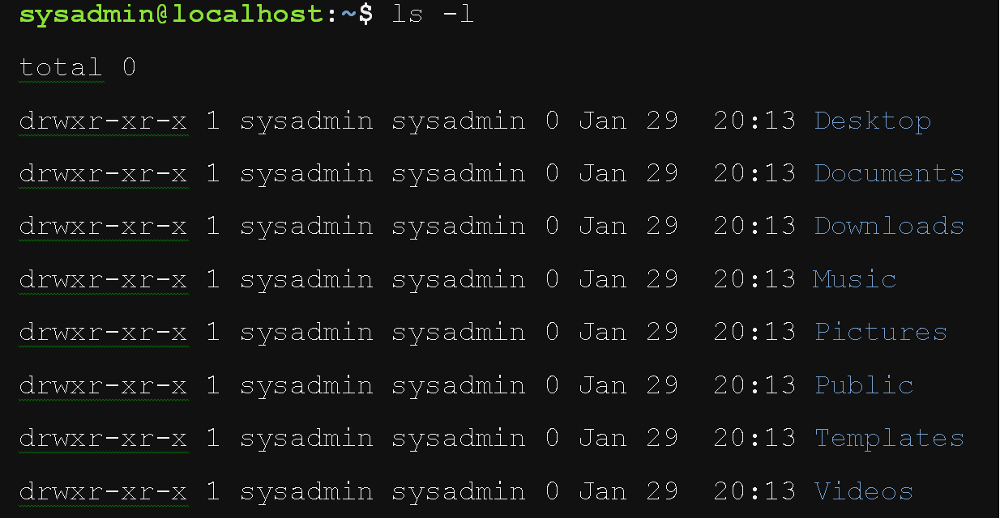 sysadmin@localhost:~$ ls -l
total 0
drwxr-xr-x 1 sysadmin sysadmin 0 Jan 29  20:13 Desktop
drwxr-xr-x 1 sysadmin sysadmin 0 Jan 29  20:13 Documents
drwxr-xr-x 1 sysadmin sysadmin 0 Jan 29  20:13 Downloads
drwxr-xr-x 1 sysadmin sysadmin 0 Jan 29  20:13 Music
drwxr-xr-x 1 sysadmin sysadmin 0 Jan 29  20:13 Pictures
drwxr-xr-x 1 sysadmin sysadmin 0 Jan 29  20:13 Public
drwxr-xr-x 1 sysadmin sysadmin 0 Jan 29  20:13 Templates
drwxr-xr-x 1 sysadmin sysadmin 0 Jan 29  20:13 Videos